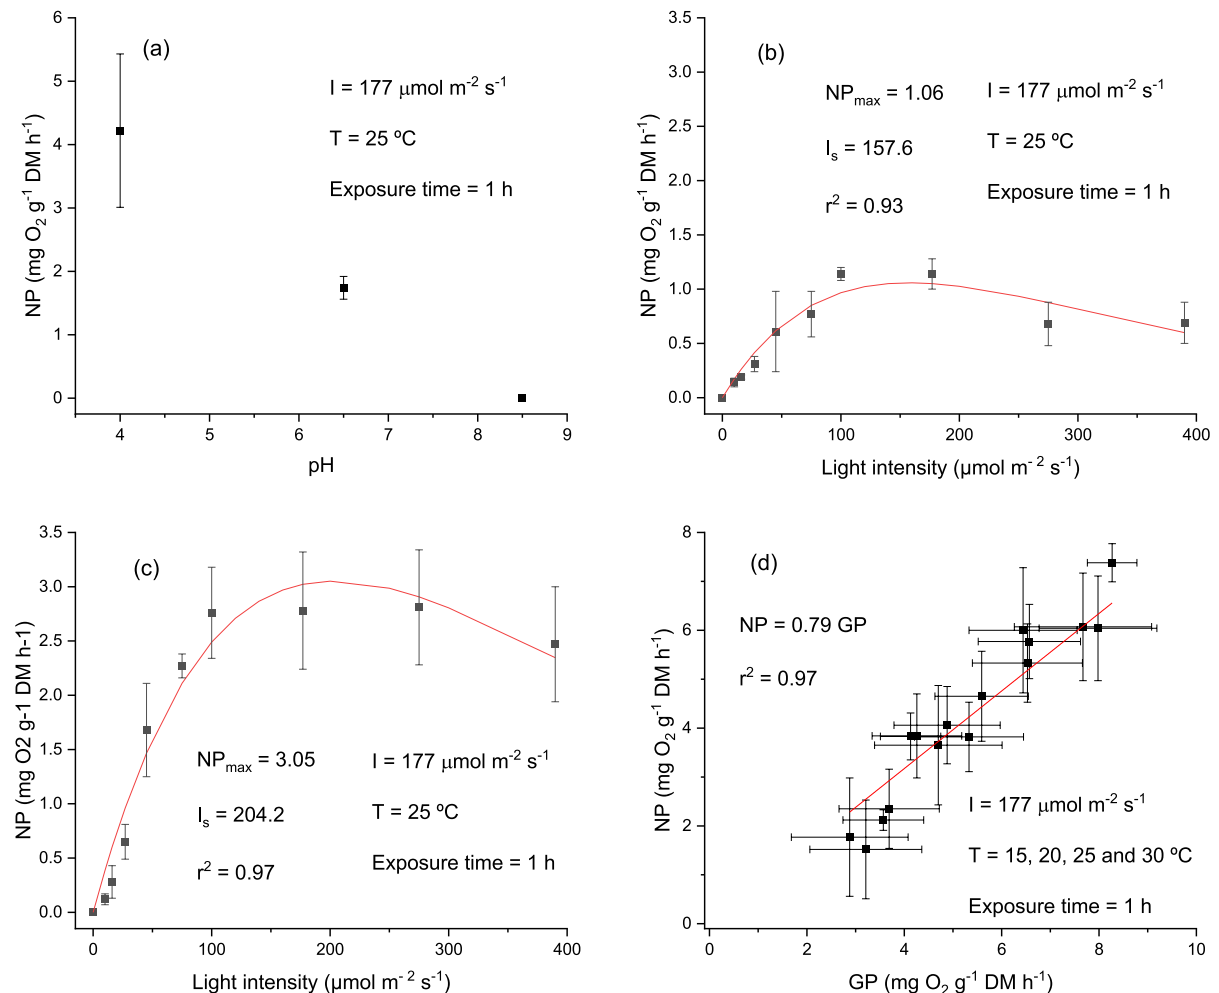 (a)
I = 177 μmol m-2 s-1
T = 25 ºC
Exposure time = 1 h
NP (mg O2 g-1 DM h-1)
6
5
4
3
2
1
0
4 5 6 7 8 9
pH
(b)
NPmax = 1.06
Is = 157.6
r2 = 0.93
I = 177 μmol m-2 s-1
T = 25 ºC
Exposure time = 1 h
NP (mg O2 g-1 DM h-1)
3.5
3.0
2.5
2.0
1.5
1.0
0.5
0.0
0 100 200 300 400
Light intensity (μmol m- 2 s-1)
(c)
NPmax = 3.05
Is = 204.2
r2 = 0.97
I = 177 μmol m-2 s-1
T = 25 ºC
Exposure time = 1 h
NP (mg O2 g-1 DM h-1)
3.5
3.0
2.5
2.0
1.5
1.0
0.5
0.0
0 100 200 300 400
Light intensity (μmol m- 2 s-1)
(d)
NP = 0.79 GP
r2 = 0.97
I = 177 μmol m-2 s-1
T = 15, 20, 25 and 30 ºC
Exposure time = 1 h
NP (mg O2 g-1 DM h-1)
8
6
4
2
0
0 2 4 6 8 10
GP (mg O2 g-1 DM h-1)